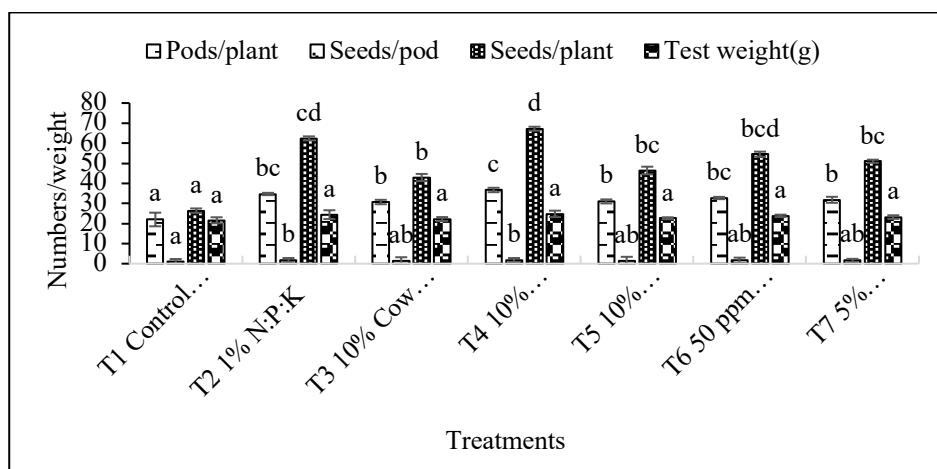 Pods/plant Seeds/pod Seeds/plant Test weight(g)
Numbers/weight
80
70
60
50
40
30
20
10
0
a a a a
bc b cd a
b ab b a
c b d a
b ab bc a
bc ab bcd a
b ab bc a
T1 Control…
T2 1% N:P:K
T3 10% Cow…
T4 10%…
T5 10%…
T6 50 ppm…
T7 5%…
Treatments